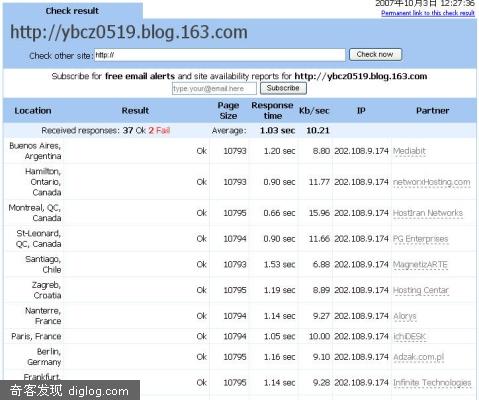 Check result
2007年10月3日 12:27:36
Permanent link to this check result
http://ybcz0519.blog.163.com
Check other site: http:// Check now
Subscribe for free email alerts and site availability reports for http://ybcz0519.blog.163.com
type.your@email.here Subscribe
Location Result Page Size Response time Kb/sec IP Partner
Received responses: 37 Ok 2 Fail Average: 1.03 sec 10.21
Buenos Aires, Argentina Ok 10793 1.20 sec 8.80 202.108.9.174 Mediabit
Hamilton, Ontario, Canada Ok 10793 0.90 sec 11.77 202.108.9.174 networxHosting.com
Montreal, QC, Canada Ok 10795 0.66 sec 15.96 202.108.9.174 HostIran Networks
St-Leonard, QC, Canada Ok 10794 0.90 sec 11.66 202.108.9.174 PG Enterprises
Santiago, Chile Ok 10793 1.53 sec 6.88 202.108.9.174 MagnetizARTE
Zagreb, Croatia Ok 10795 1.19 sec 8.89 202.108.9.174 Hosting Centar
Nanterre, France Ok 10794 1.14 sec 9.27 202.108.9.174 Alorys
Paris, France Ok 10794 1.05 sec 10.00 202.108.9.174 ichiDESK
Berlin, Germany Ok 10795 1.16 sec 9.10 202.108.9.174 Adzak.com.pl
Frankfurt, Ok 10795 1.14 sec 9.28 202.108.9.174 Infinite Technologies
奇客发现 diglog.com